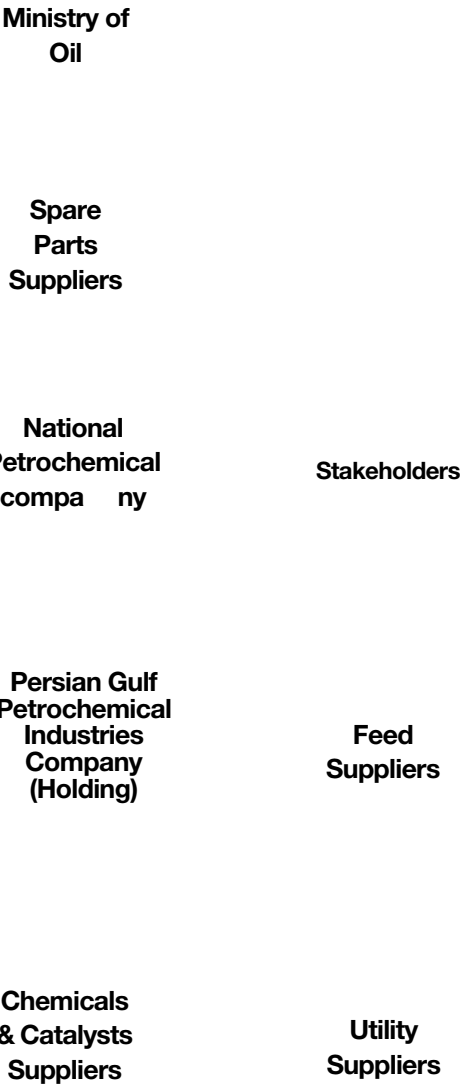 Ministry of
Oil
Spare
Parts
Suppliers
National
Petrochemical
compa ny
Stakeholders
Persian Gulf
Petrochemical
Industries
Company
(Holding)
Feed
Suppliers
Chemicals
& Catalysts
Suppliers
Utility
Suppliers